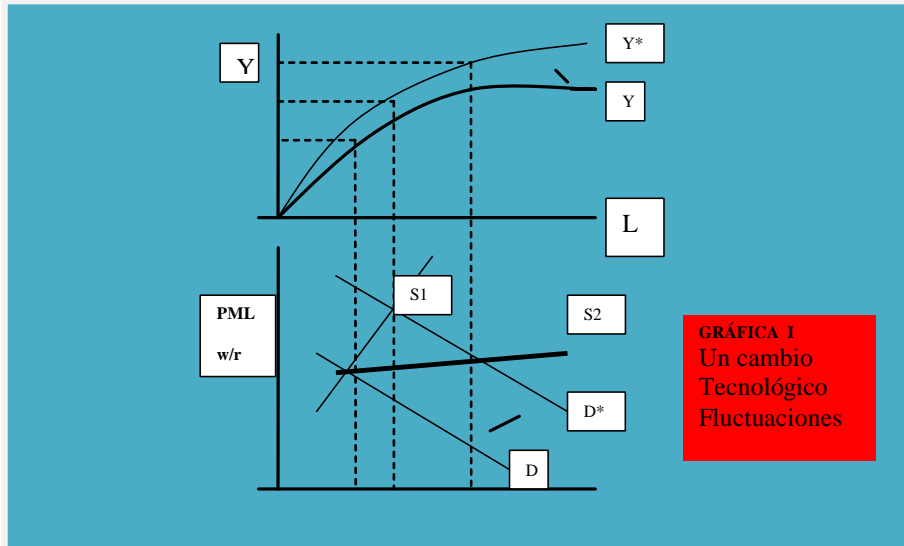 Y*
Y
Y
L
S1
PML
w/r
S2
GRÁFICA I
Un cambio
Tecnológico
Fluctuaciones
D*
D